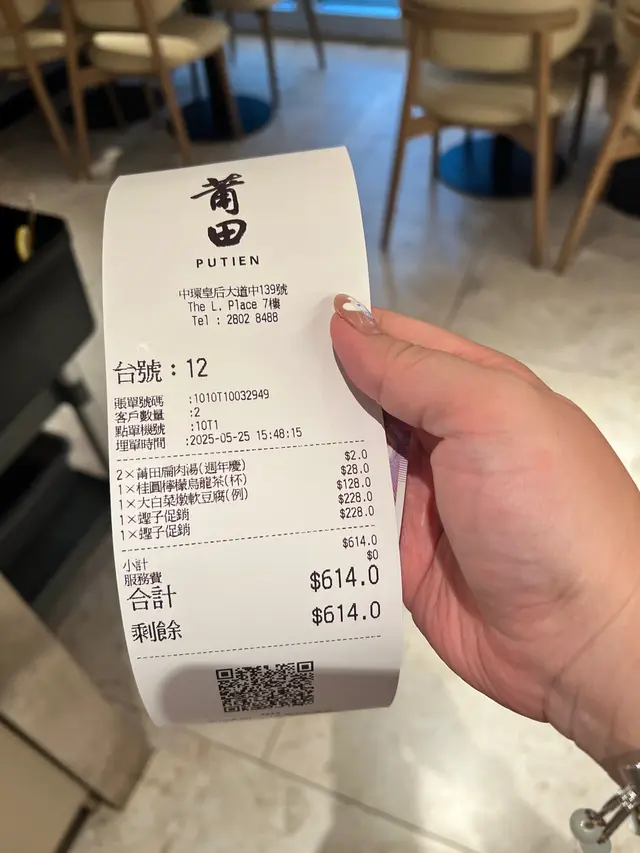 莆田
PUTIEN
中環皇后大道中139號
The L. Place 7樓
Tel : 2802 8488
台號：12
賬單號碼 :1010T10032949
客戶數量 :2
點單機號 :10T1
埋單時間 :2025-05-25 15:48:15
2×莆田扁肉湯(週年慶) $2.0
1×桂圓檸檬烏龍茶(杯) $28.0
1×大白菜燉軟豆腐(例) $128.0
1×蟶子促銷 $228.0
1×蟶子促銷 $228.0
小計 $614.0
服務費 $0
合計 $614.0
剩餘 $614.0